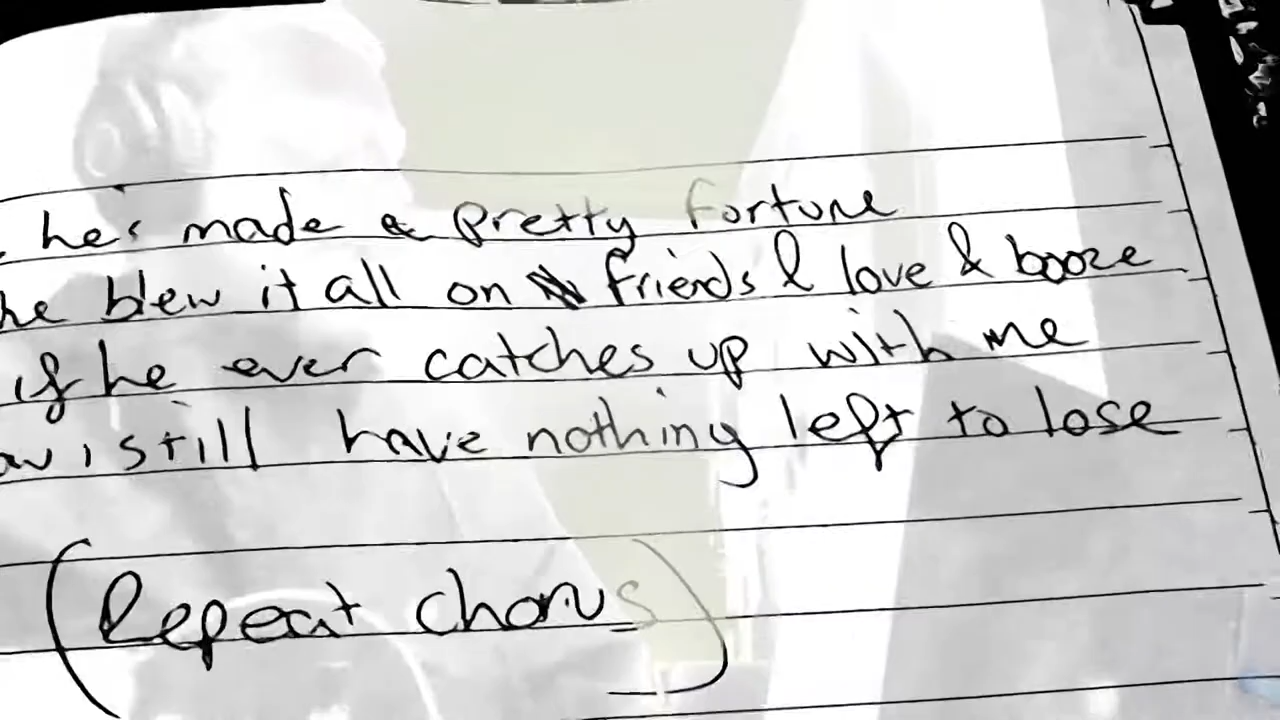 he's made a pretty fortune
he blew it all on friends & love & booze
if he ever catches up with me
i still have nothing left to lose
(Repeat chorus)